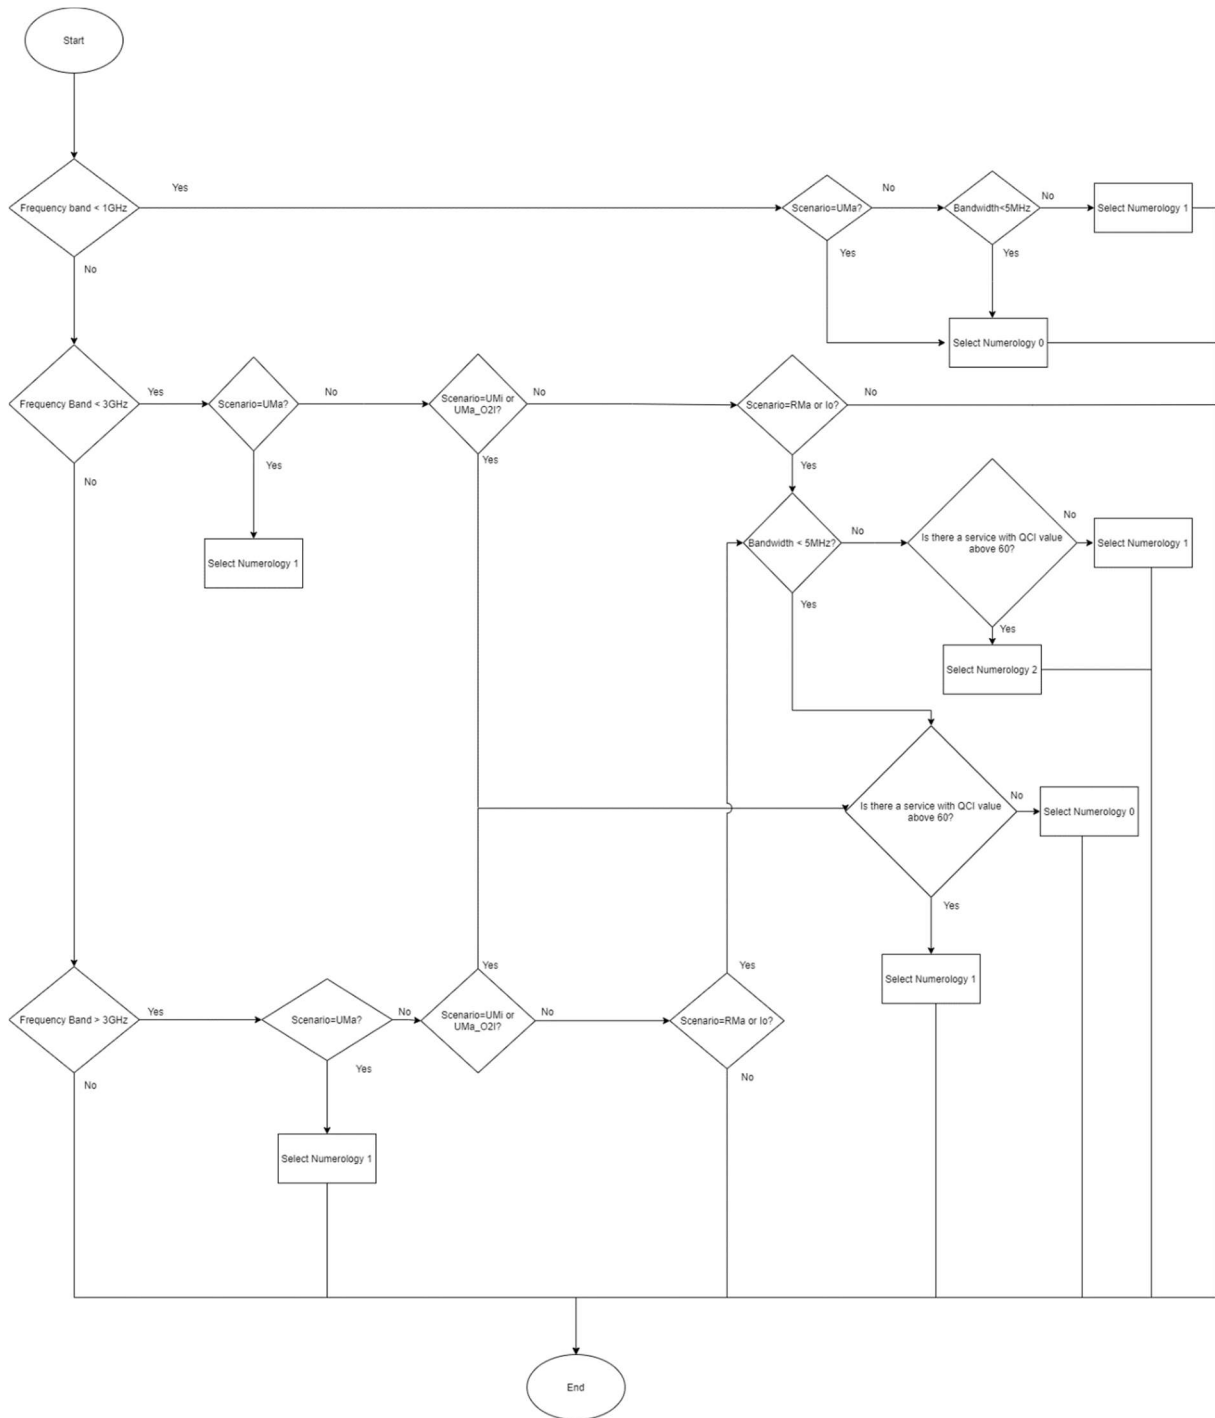 Start
Frequency band < 1GHz
Yes
Scenario=UMa?
No
Bandwidth<5MHz
No
Select Numerology 1
No
Yes
Yes
Select Numerology 0
Frequency Band < 3GHz
Yes
Scenario=UMa?
No
Scenario=UMi or
UMa_O2I?
No
Scenario=RMa or Io?
No
No
Yes
Yes
Yes
Select Numerology 1
Bandwidth < 5MHz?
No
Is there a service with QCI value
above 60?
No
Select Numerology 1
Yes
Yes
Select Numerology 2
Is there a service with QCI value
above 60?
No
Select Numerology 0
Yes
Select Numerology 1
Frequency Band > 3GHz
Yes
Scenario=UMa?
No
Yes
Scenario=UMi or
UMa_O2I?
No
Yes
Scenario=RMa or Io?
No
Yes
No
Select Numerology 1
End